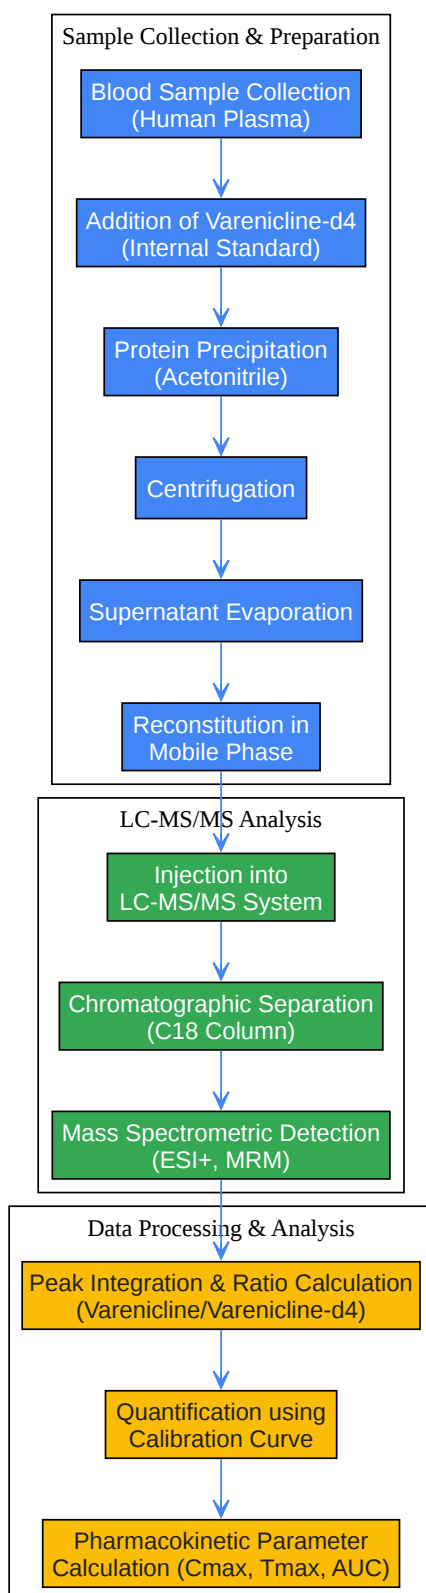 Sample Collection & Preparation
Blood Sample Collection
(Human Plasma)
Addition of Varenicline-d4
(Internal Standard)
Protein Precipitation
(Acetonitrile)
Centrifugation
Supernatant Evaporation
Reconstitution in
Mobile Phase
LC-MS/MS Analysis
Injection into
LC-MS/MS System
Chromatographic Separation
(C18 Column)
Mass Spectrometric Detection
(ESI+, MRM)
Data Processing & Analysis
Peak Integration & Ratio Calculation
(Varenicline/Varenicline-d4)
Quantification using
Calibration Curve
Pharmacokinetic Parameter
Calculation (Cmax, Tmax, AUC)